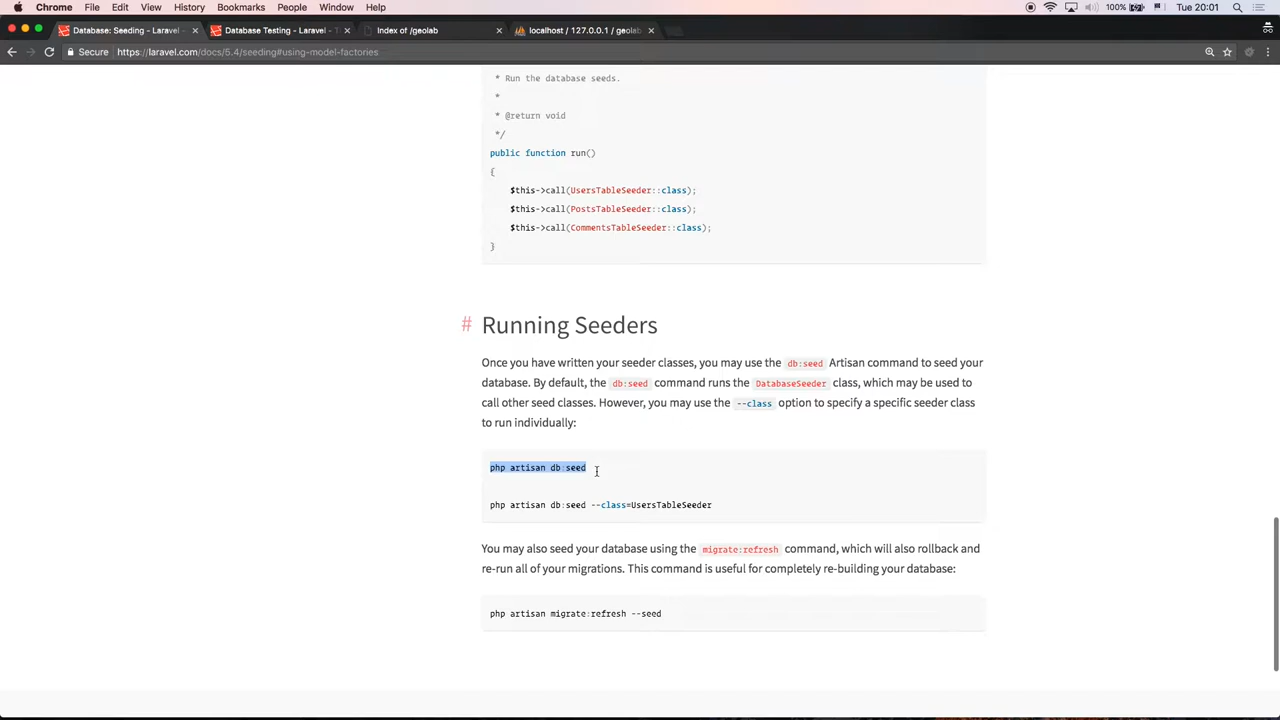 Chrome File Edit View History Bookmarks People Window Help 100% Tue 20:01
Database: Seeding - Laravel - Database Testing - Laravel - T Index of /geolab localhost / 127.0.0.1 / geolab
Secure https://laravel.com/docs/5.4/seeding#using-model-factories
* Run the database seeds.
*
* @return void
*/
public function run()
{
$this->call(UsersTableSeeder::class);
$this->call(PostsTableSeeder::class);
$this->call(CommentsTableSeeder::class);
}
# Running Seeders
Once you have written your seeder classes, you may use the db:seed Artisan command to seed your
database. By default, the db:seed command runs the DatabaseSeeder class, which may be used to
call other seed classes. However, you may use the --class option to specify a specific seeder class
to run individually:
php artisan db:seed
php artisan db:seed --class=UsersTableSeeder
You may also seed your database using the migrate:refresh command, which will also rollback and
re-run all of your migrations. This command is useful for completely re-building your database:
php artisan migrate:refresh --seed